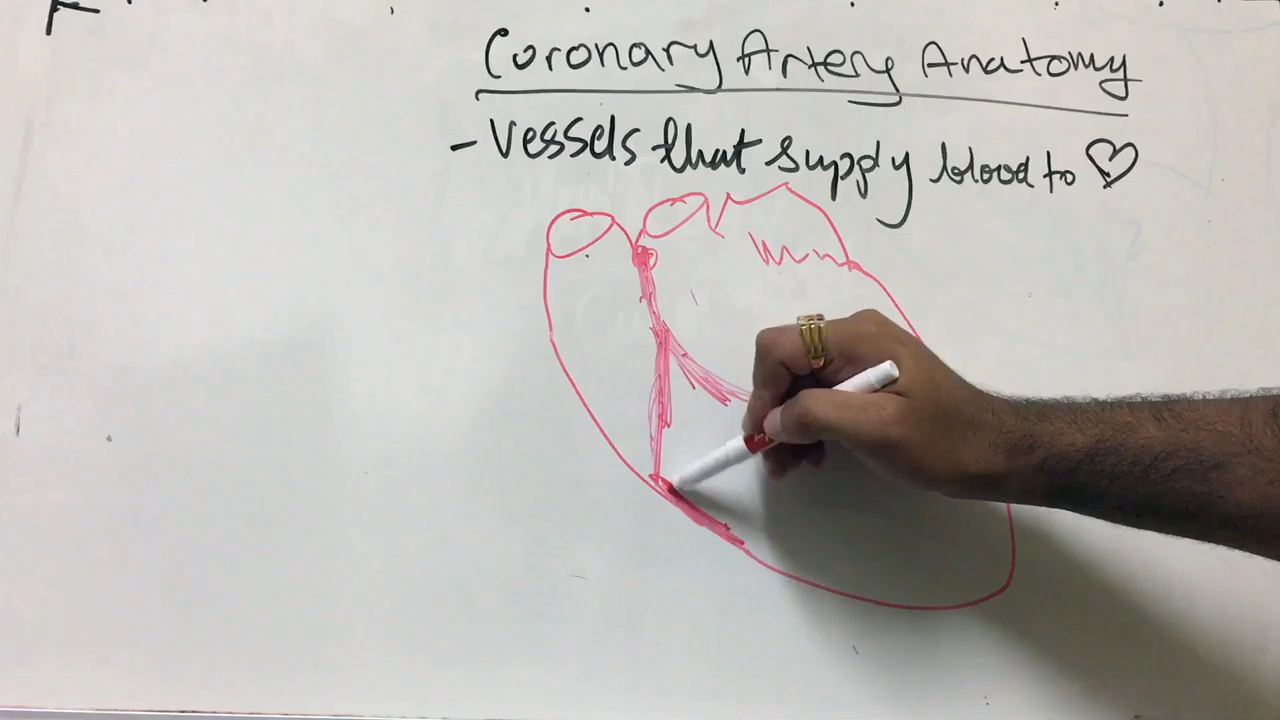 Coronary Artery Anatomy
- Vessels that supply blood to ♡